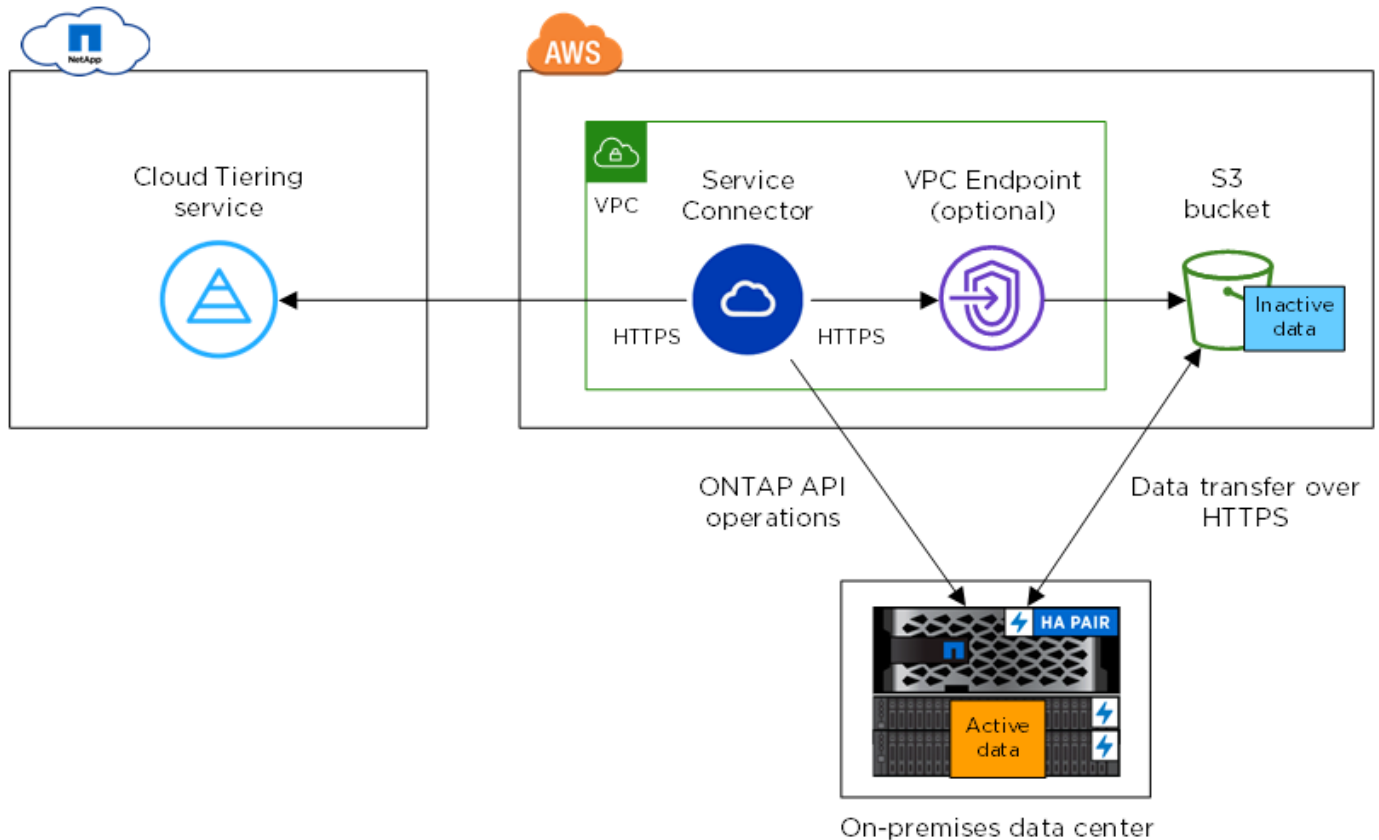 NetApp
AWS
Cloud Tiering
service
VPC
Service
Connector
VPC Endpoint
(optional)
S3
bucket
HTTPS
HTTPS
Inactive
data
ONTAP API
operations
Data transfer over
HTTPS
HA PAIR
Active
data
On-premises data center